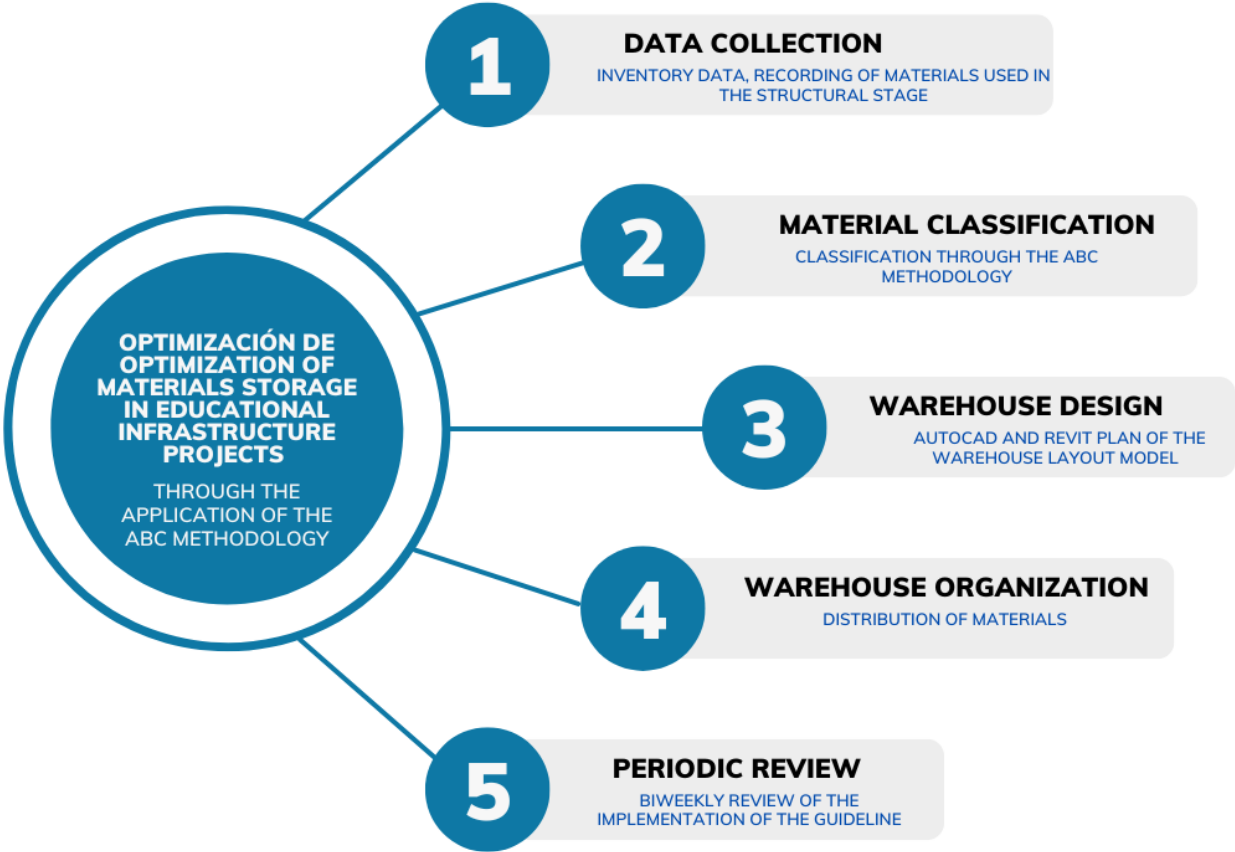 1
DATA COLLECTION
INVENTORY DATA, RECORDING OF MATERIALS USED IN
THE STRUCTURAL STAGE
2
MATERIAL CLASSIFICATION
CLASSIFICATION THROUGH THE ABC
METHODOLOGY
OPTIMIZACIÓN DE
OPTIMIZATION OF
MATERIALS STORAGE
IN EDUCATIONAL
INFRASTRUCTURE
PROJECTS
THROUGH THE
APPLICATION OF THE
ABC METHODOLOGY
3
WAREHOUSE DESIGN
AUTOCAD AND REVIT PLAN OF THE
WAREHOUSE LAYOUT MODEL
4
WAREHOUSE ORGANIZATION
DISTRIBUTION OF MATERIALS
5
PERIODIC REVIEW
BIWEEKLY REVIEW OF THE
IMPLEMENTATION OF THE GUIDELINE